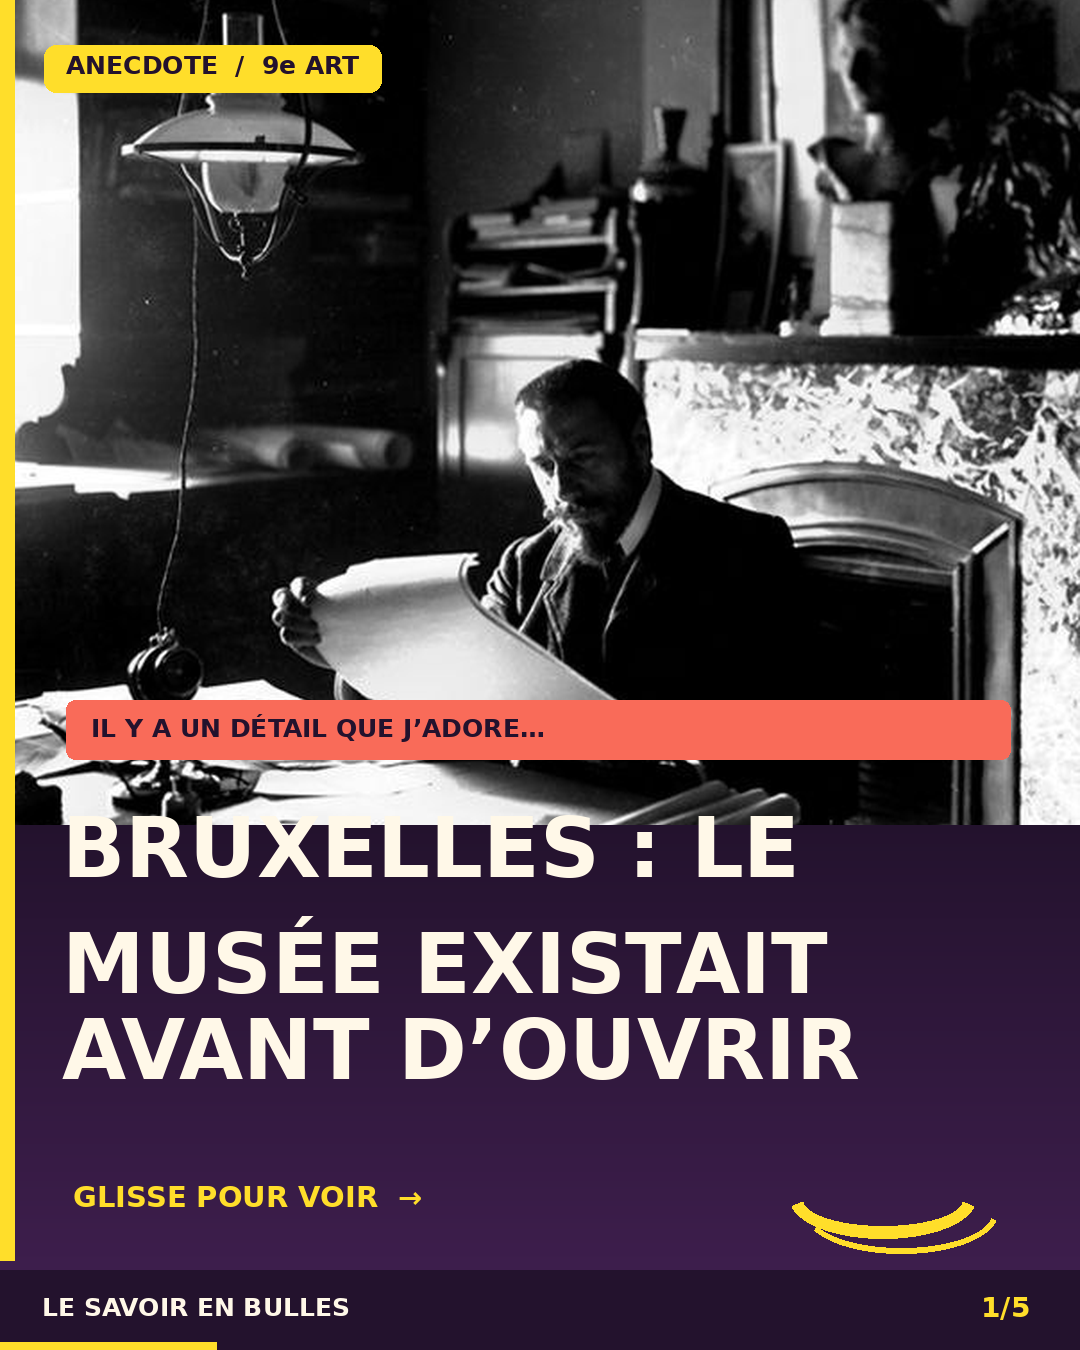 ANECDOTE / 9e ART
IL Y A UN DÉTAIL QUE J’ADORE…
BRUXELLES : LE
MUSÉE EXISTAIT
AVANT D’OUVRIR
GLISSE POUR VOIR →
LE SAVOIR EN BULLES
1/5